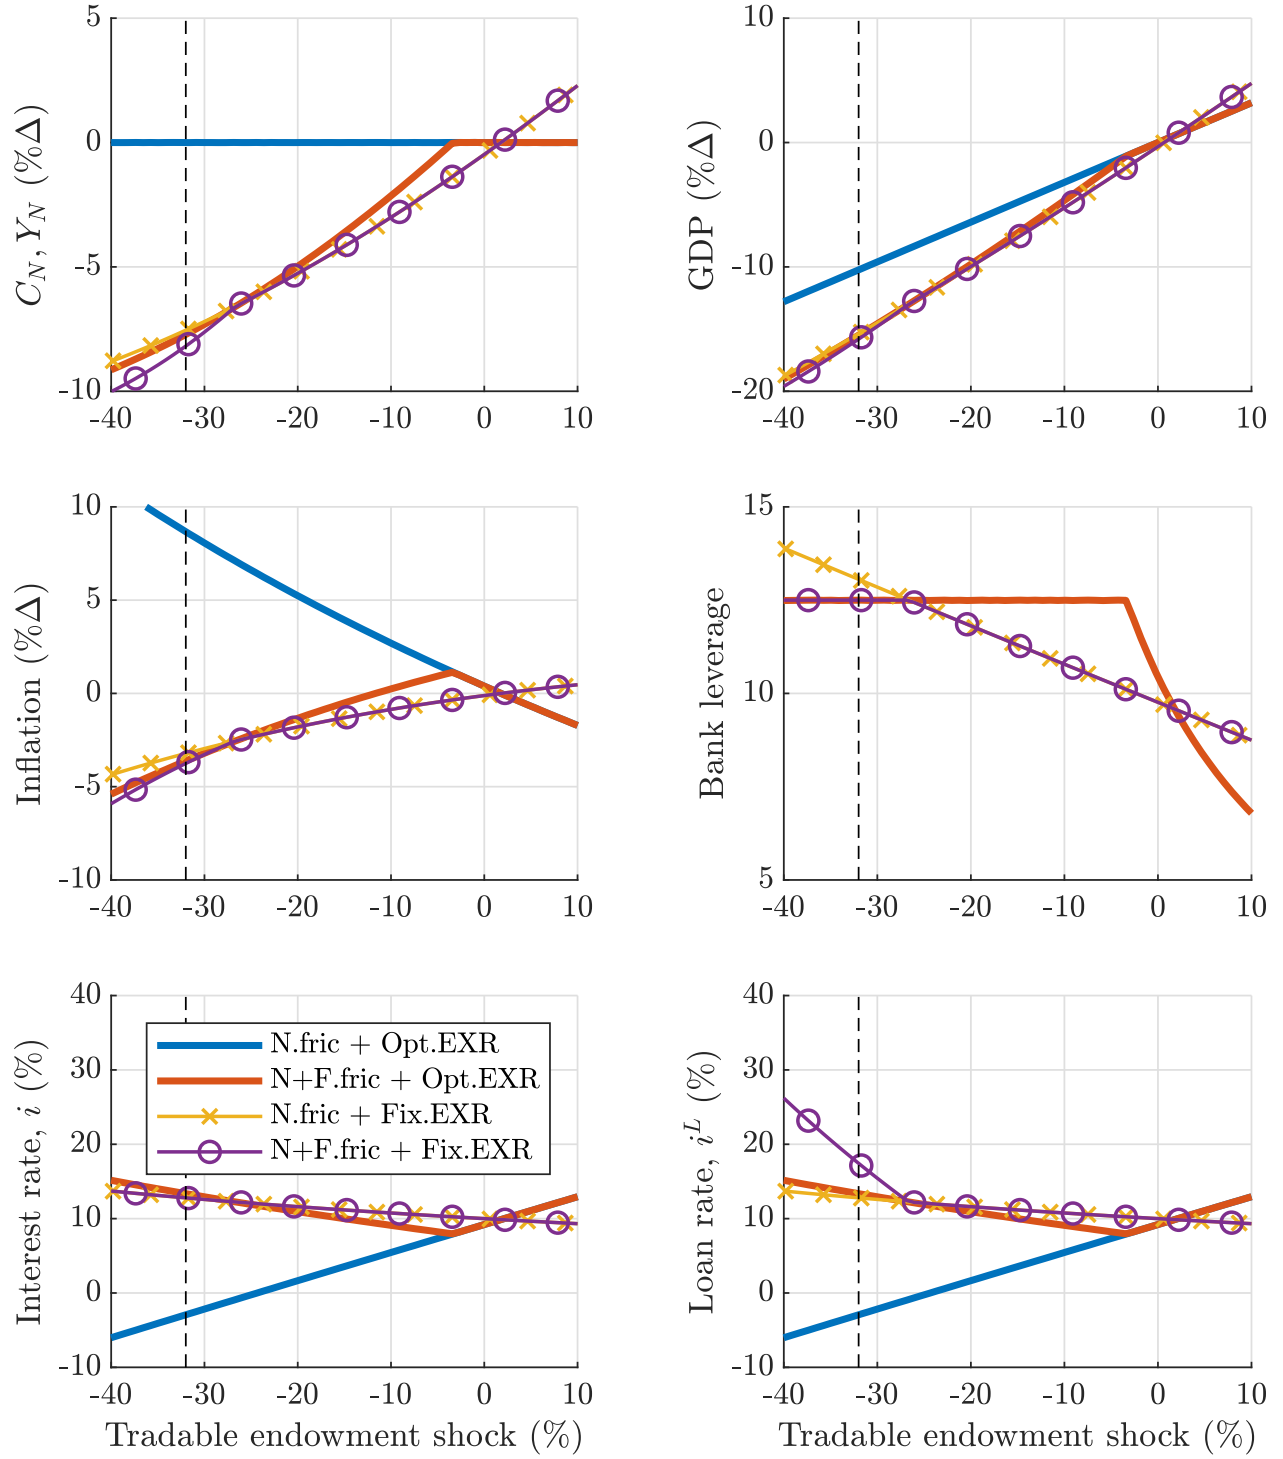 5
0
-5
-10
-40 -30 -20 -10 0 10
C_N, Y_N (%Δ)
10
0
-10
-20
-40 -30 -20 -10 0 10
GDP (%Δ)
10
5
0
-5
-10
-40 -30 -20 -10 0 10
Inflation (%Δ)
15
10
5
-40 -30 -20 -10 0 10
Bank leverage
40
30
20
10
0
-10
-40 -30 -20 -10 0 10
Interest rate, i (%)
N.fric + Opt.EXR
N+F.fric + Opt.EXR
N.fric + Fix.EXR
N+F.fric + Fix.EXR
Tradable endowment shock (%)
40
30
20
10
0
-10
-40 -30 -20 -10 0 10
Loan rate, i^L (%)
Tradable endowment shock (%)